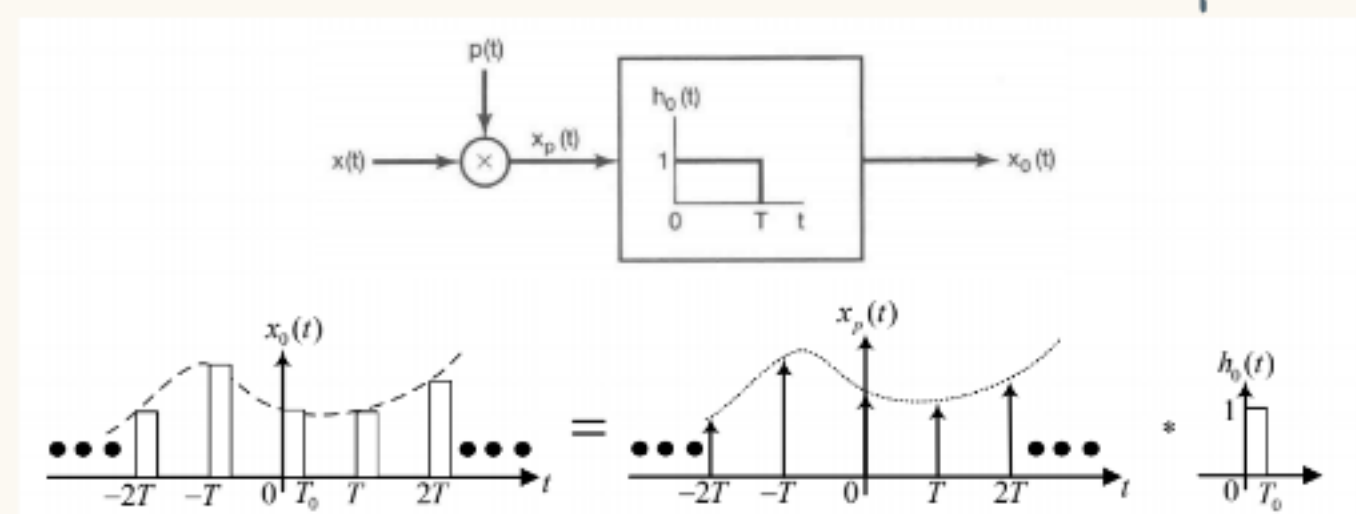 p(t)
h₀(t)
x(t) × xₚ(t) 1 x₀(t)
0 T t
x₀(t) = xₚ(t) * h₀(t)
1
−2T −T 0 T₀ T 2T t
−2T −T 0 T 2T t
0 T₀